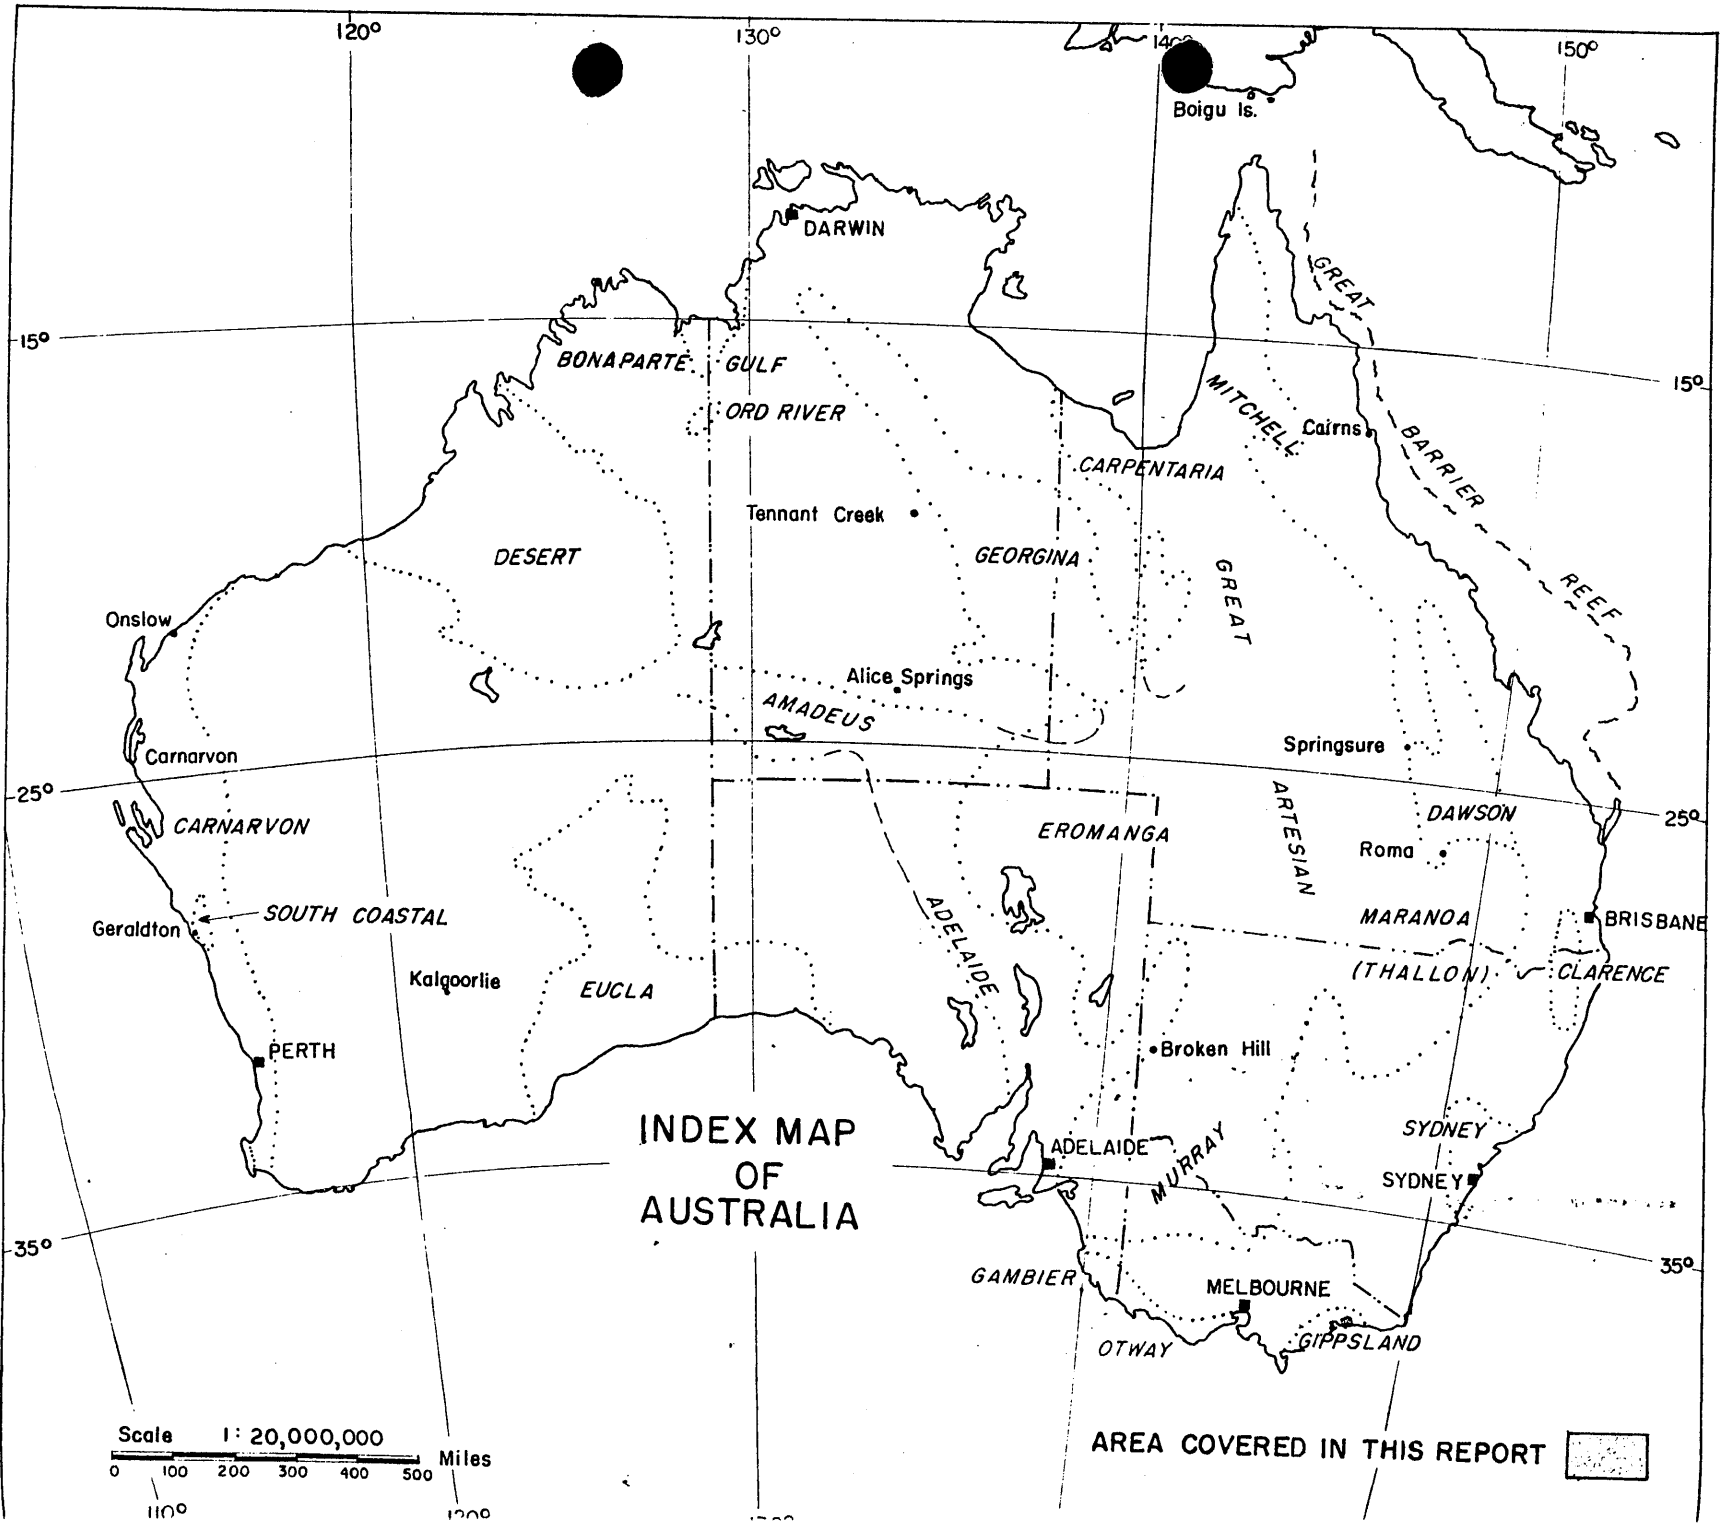 120°
130°
140°
150°
Boigu Is.
DARWIN
GREAT
15°
BONAPARTE GULF
15°
ORD RIVER
MITCHELL
Cairns
BARRIER
CARPENTARIA
Tennant Creek
DESERT
GEORGINA
GREAT
REEF
Onslow
Alice Springs
AMADEUS
Springsure
Carnarvon
25°
ARTESIAN
DAWSON
25°
CARNARVON
EROMANGA
Roma
SOUTH COASTAL
ADELAIDE
MARANOA
BRISBANE
Geraldton
(THALLON)
CLARENCE
Kalgoorlie
EUCLA
PERTH
Broken Hill
INDEX MAP
OF
AUSTRALIA
SYDNEY
ADELAIDE
MURRAY
SYDNEY
35°
35°
GAMBIER
MELBOURNE
OTWAY
GIPPSLAND
Scale 1: 20,000,000
0 100 200 300 400 500 Miles
AREA COVERED IN THIS REPORT
110°
120°